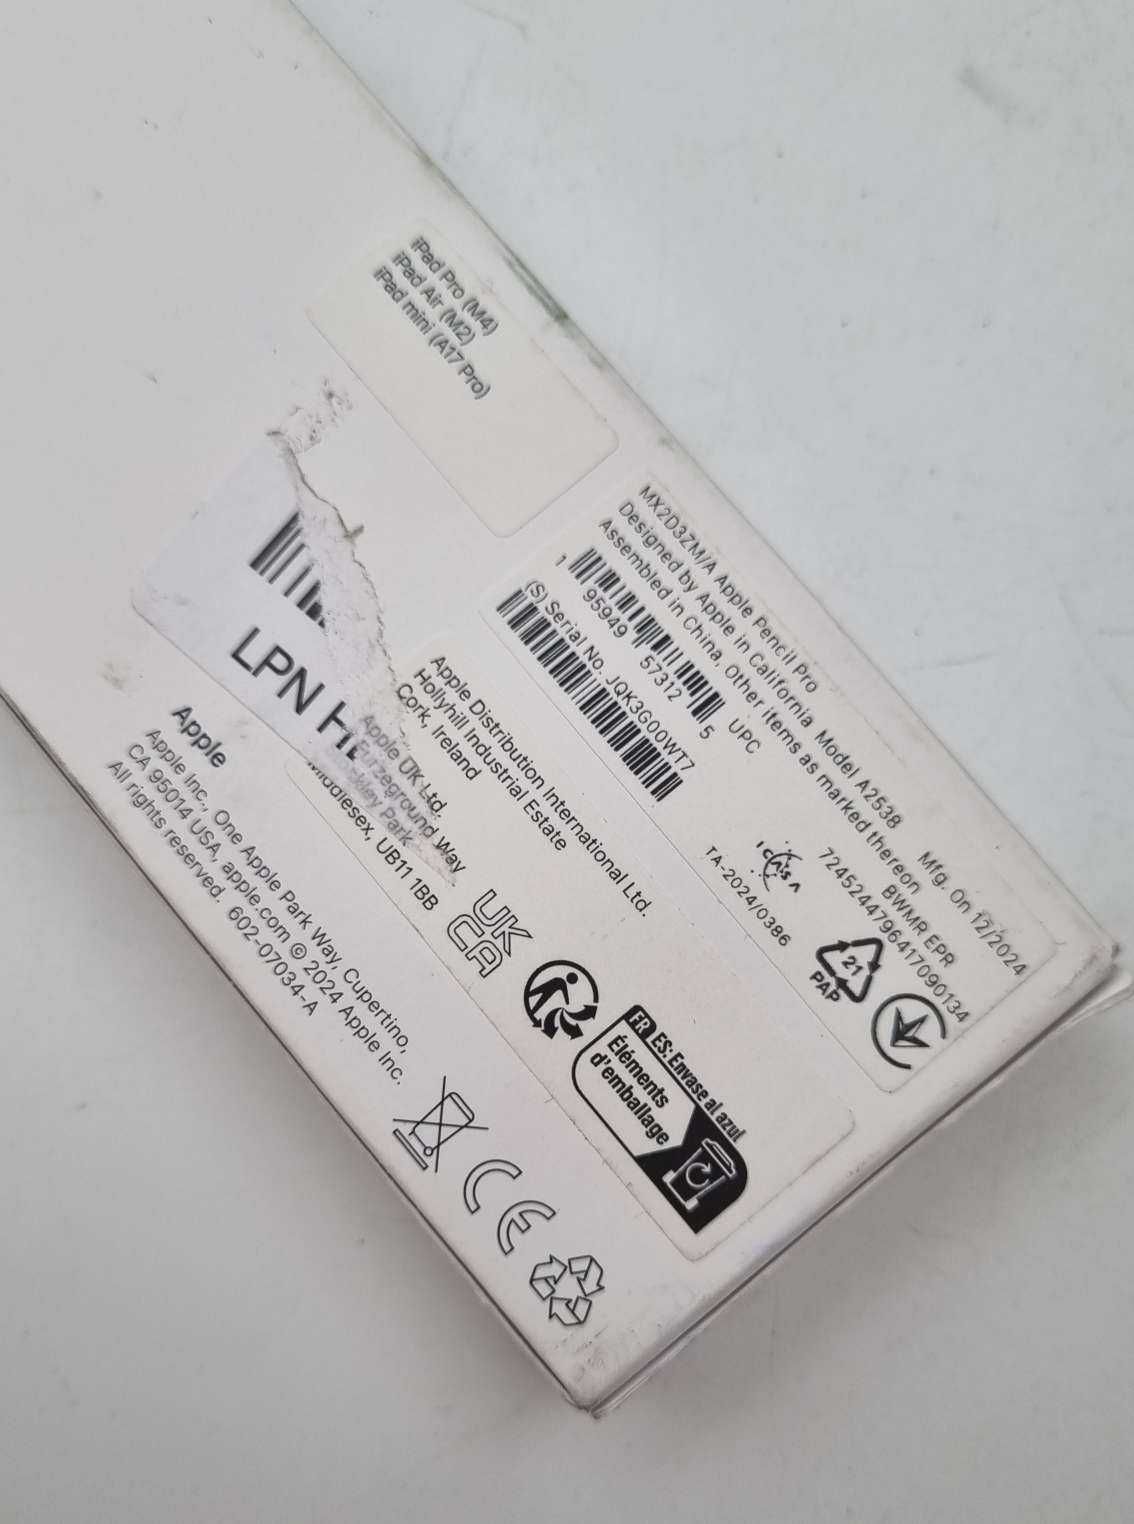 iPad Pro (M4)
iPad Air (M2)
iPad mini (A17 Pro)
MX2D3ZM/A Apple Pencil Pro
Designed by Apple in California Model A2538
Assembled in China, Other items as marked thereon
Mfg. On 12/2024
BWMR EPR
7245244796417090134
1 95949 57312 5 UPC
(S) Serial No. JQK3G00WT7
ICASA
TA-2024/0386
21
PAP
Apple Distribution International Ltd.
Hollyhill Industrial Estate
Cork, Ireland
LPN
Apple UK Ltd.
Furzeground Way
Park
Middlesex, UB11 1BB
UK
CA
FR ES: Envase al azul
Éléments
d'emballage
Apple
Apple Inc., One Apple Park Way, Cupertino,
CA 95014 USA, apple.com © 2024 Apple Inc.
All rights reserved. 602-07034-A
CE